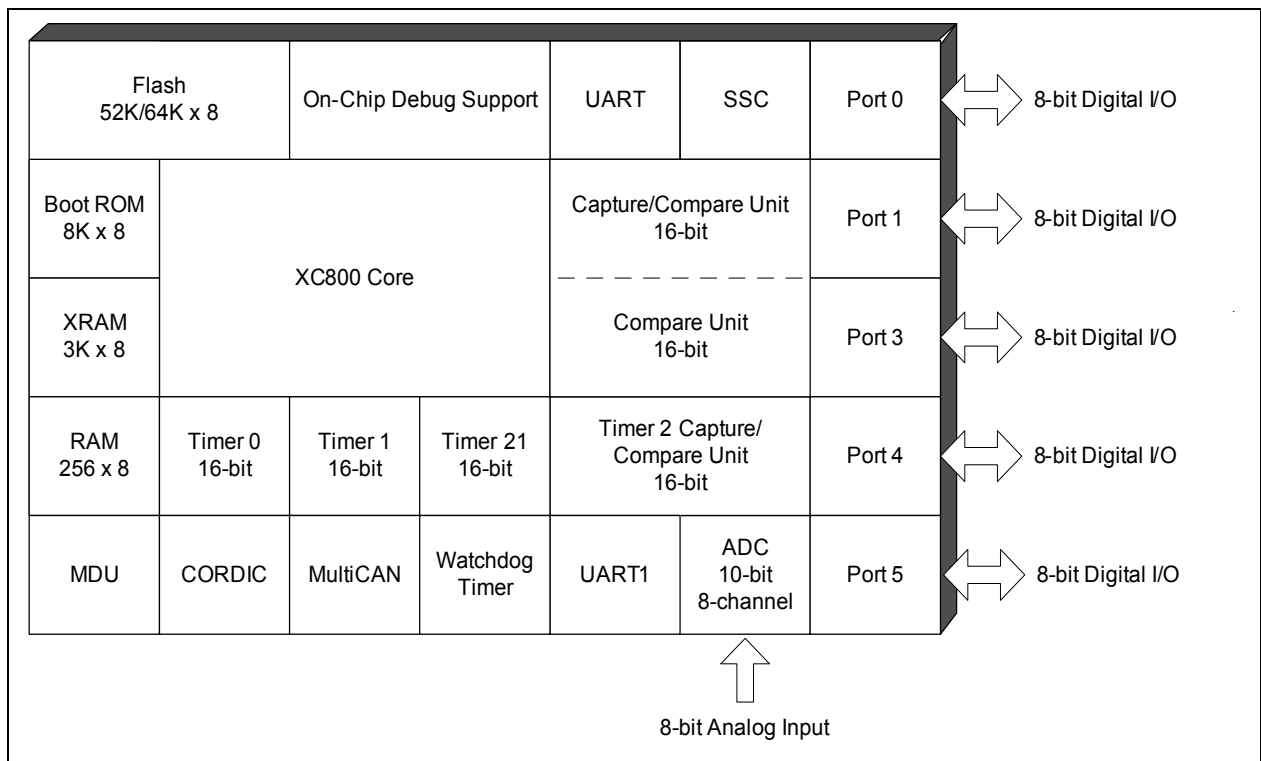 Flash
52K/64K x 8
On-Chip Debug Support
UART
SSC
Port 0
8-bit Digital I/O
Boot ROM
8K x 8
XC800 Core
Capture/Compare Unit
16-bit
Port 1
8-bit Digital I/O
XRAM
3K x 8
Compare Unit
16-bit
Port 3
8-bit Digital I/O
RAM
256 x 8
Timer 0
16-bit
Timer 1
16-bit
Timer 21
16-bit
Timer 2 Capture/
Compare Unit
16-bit
Port 4
8-bit Digital I/O
MDU
CORDIC
MultiCAN
Watchdog
Timer
UART1
ADC
10-bit
8-channel
Port 5
8-bit Digital I/O
8-bit Analog Input